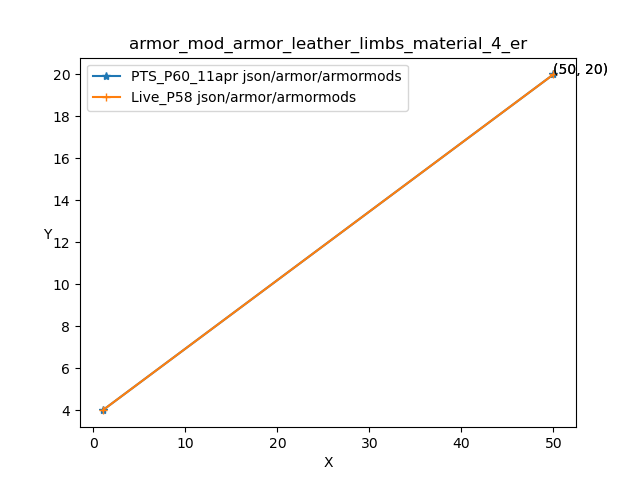 armor_mod_armor_leather_limbs_material_4_er
PTS_P60_11apr json/armor/armormods
Live_P58 json/armor/armormods
(50, 20)
20
18
16
14
12
10
8
6
4
Y
0 10 20 30 40 50
X